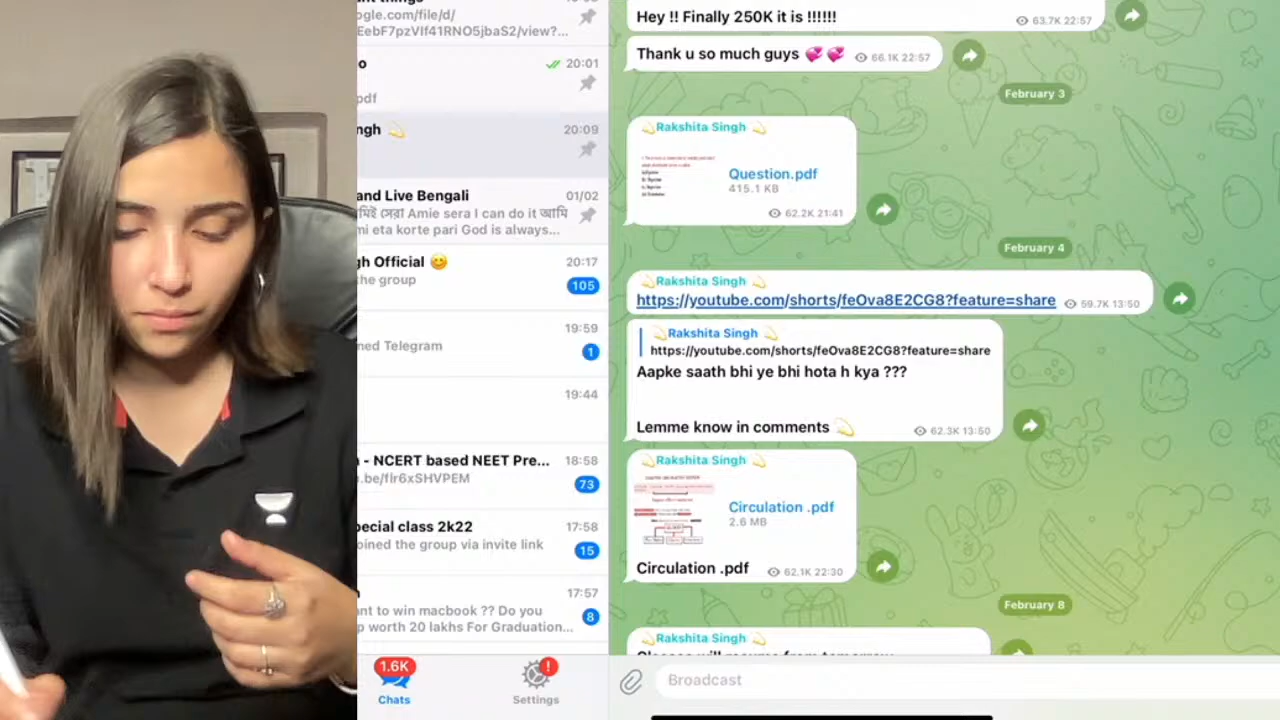 ogle.com/file/d/
EebF7pzVIf41RNO5jbaS2/view?...
o
20:01
pdf
ngh 💫
20:09
and Live Bengali
01/02
মিই সেরা Amie sera I can do it আমি
mi eta korte pari God is always...
gh Official 😊
20:17
the group
105
19:59
ned Telegram
1
19:44
- NCERT based NEET Pre...
18:58
.be/flr6xSHVPEM
73
pecial class 2k22
17:58
oined the group via invite link
15
17:57
ant to win macbook ?? Do you
p worth 20 lakhs For Graduation...
8
1.6K
!
Chats
Settings
Hey !! Finally 250K it is !!!!!!
63.7K 22:57
Thank u so much guys 💞💞
66.1K 22:57
February 3
💫Rakshita Singh 💫
Question.pdf
415.1 KB
62.2K 21:41
February 4
💫Rakshita Singh 💫
https://youtube.com/shorts/feOva8E2CG8?feature=share
59.7K 13:50
💫Rakshita Singh 💫
https://youtube.com/shorts/feOva8E2CG8?feature=share
Aapke saath bhi ye bhi hota h kya ???
Lemme know in comments 💫
62.3K 13:50
💫Rakshita Singh 💫
Circulation .pdf
2.6 MB
Circulation .pdf
62.1K 22:30
February 8
💫Rakshita Singh 💫
Broadcast